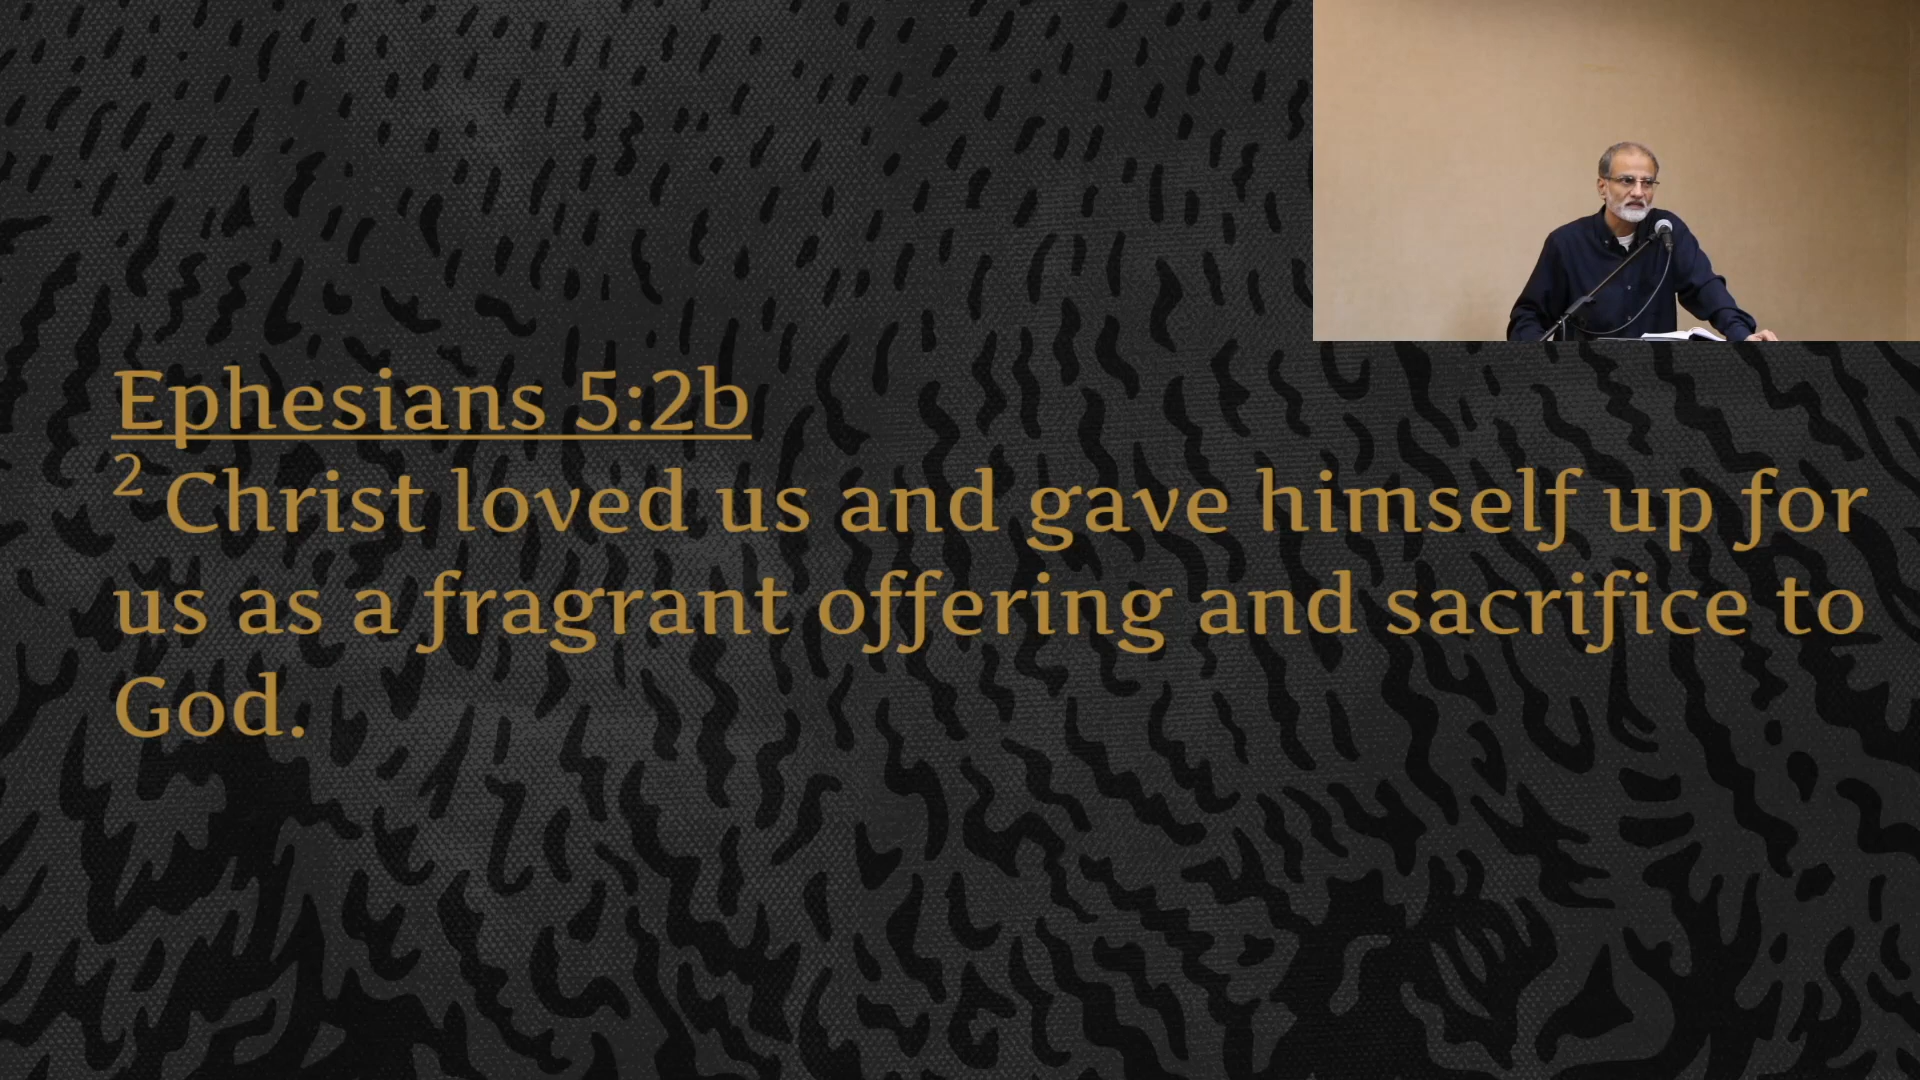 Ephesians 5:2b
² Christ loved us and gave himself up for
us as a fragrant offering and sacrifice to
God.